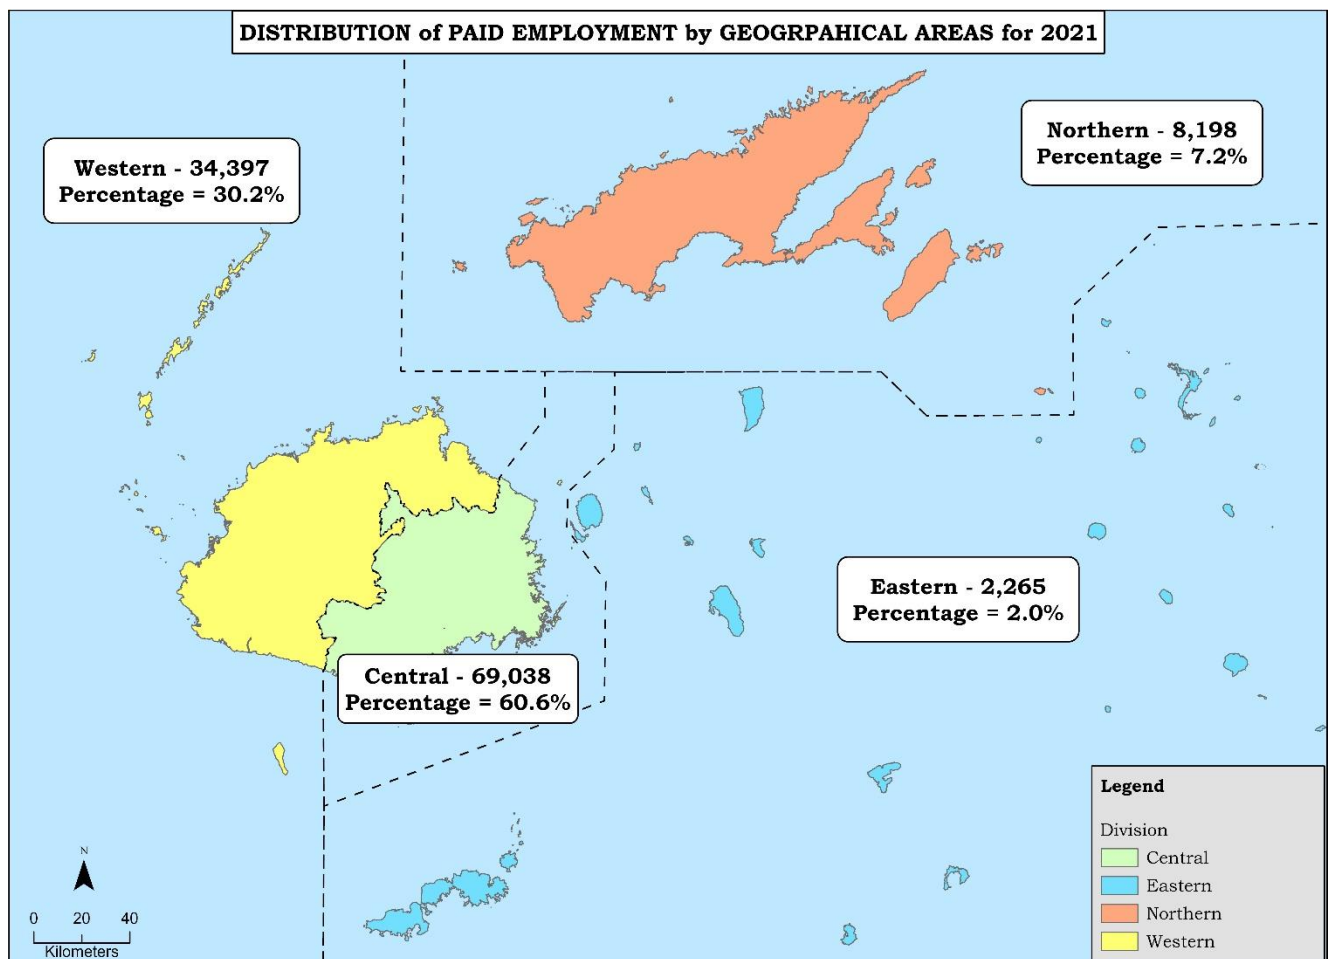 DISTRIBUTION of PAID EMPLOYMENT by GEOGRPAHICAL AREAS for 2021
Western - 34,397
Percentage = 30.2%
Northern - 8,198
Percentage = 7.2%
Eastern - 2,265
Percentage = 2.0%
Central - 69,038
Percentage = 60.6%
Legend
Division
Central
Eastern
Northern
Western
N
0 20 40
Kilometers